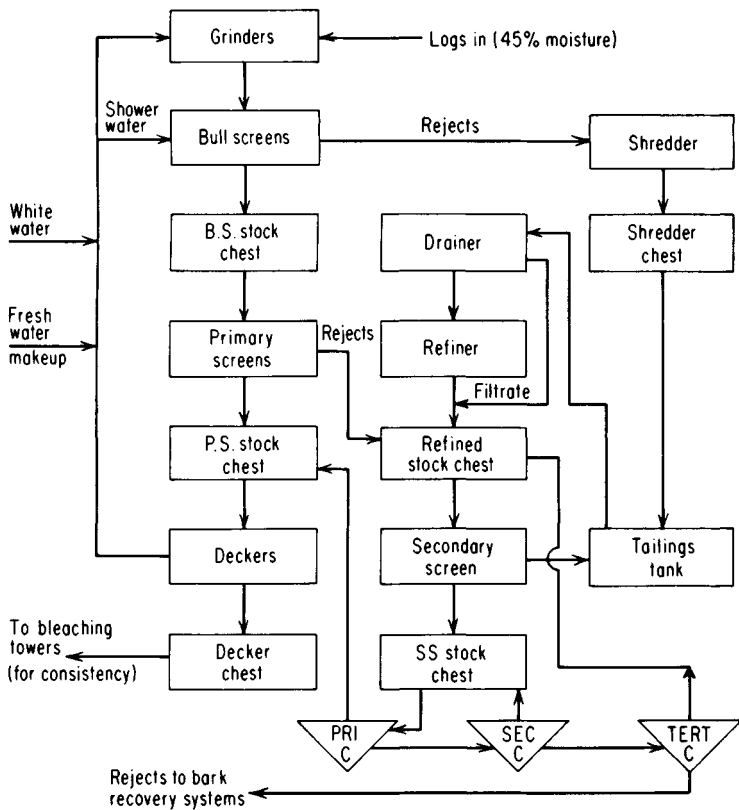 Grinders
Logs in (45% moisture)
Shower
water
Bull screens
Rejects
Shredder
White
water
B.S. stock
chest
Drainer
Shredder
chest
Fresh
water
makeup
Primary
screens
Rejects
Refiner
Filtrate
P.S. stock
chest
Refined
stock chest
Deckers
Secondary
screen
Tailings
tank
To bleaching
towers
(for consistency)
Decker
chest
SS stock
chest
PRI
C
SEC
C
TERT
C
Rejects to bark
recovery systems